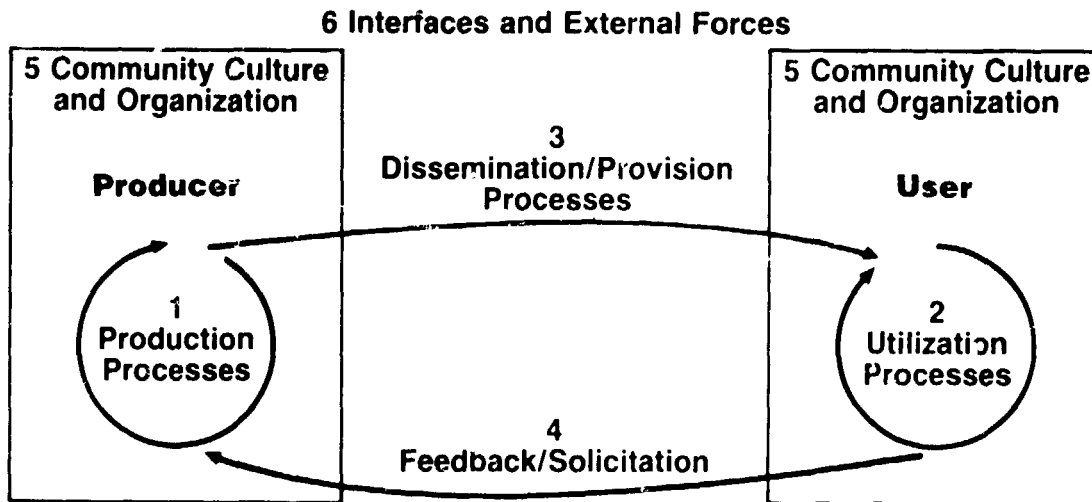 6 Interfaces and External Forces
5 Community Culture
and Organization
Producer
1
Production
Processes
3
Dissemination/Provision
Processes
4
Feedback/Solicitation
5 Community Culture
and Organization
User
2
Utilization
Processes